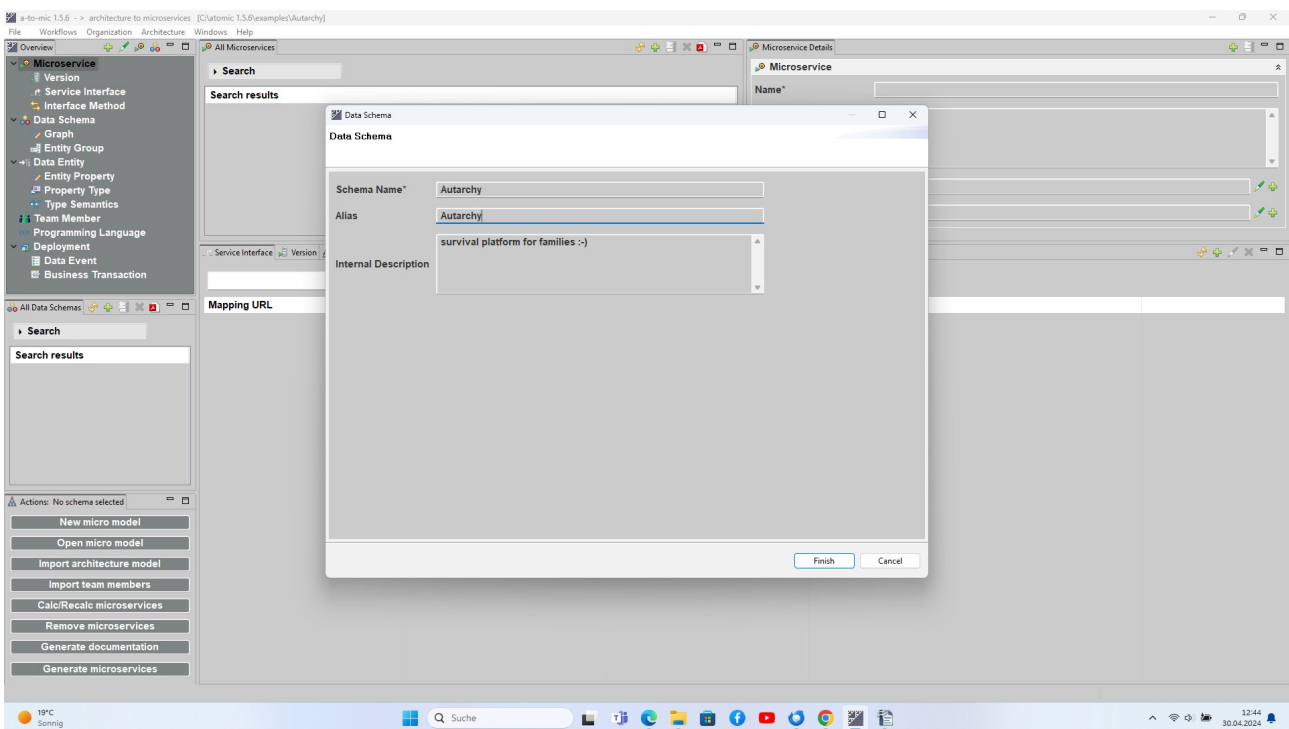 a-to-mic 1.5.6 - > architecture to microservices [C:\atomic 1.5.6\examples\Autarchy]
File Workflows Organization Architecture Windows Help
Overview
Microservice
Version
Service Interface
Interface Method
Data Schema
Graph
Entity Group
Data Entity
Entity Property
Property Type
Type Semantics
Team Member
Programming Language
Deployment
Data Event
Business Transaction
All Microservices
Search
Search results
Microservice Details
Microservice
Name*
Data Schema
Data Schema
Schema Name* Autarchy
Alias Autarchy
Internal Description survival platform for families :-)
Finish Cancel
Service Interface Version
Mapping URL
All Data Schemas
Search
Search results
Actions: No schema selected
New micro model
Open micro model
Import architecture model
Import team members
Calc/Recalc microservices
Remove microservices
Generate documentation
Generate microservices
19°C
Sonnig
Suche
12:44
30.04.2024